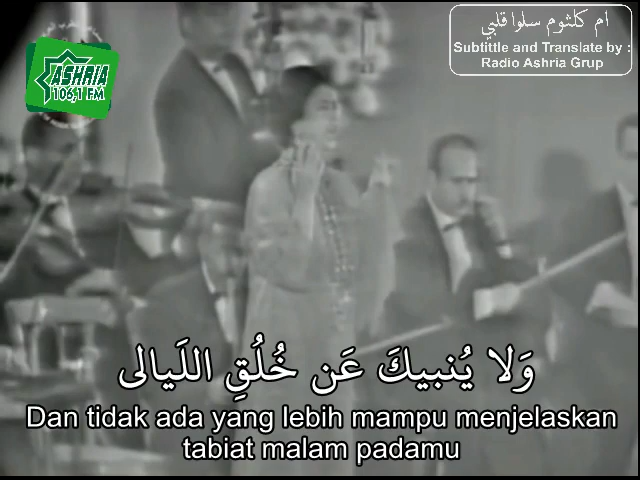 ASHRIA
106,1 FM
ام كلثوم سلوا قلبي
Subtittle and Translate by :
Radio Ashria Grup
وَلا يُنبيكَ عَن خُلُقِ اللَيالى
Dan tidak ada yang lebih mampu menjelaskan
tabiat malam padamu